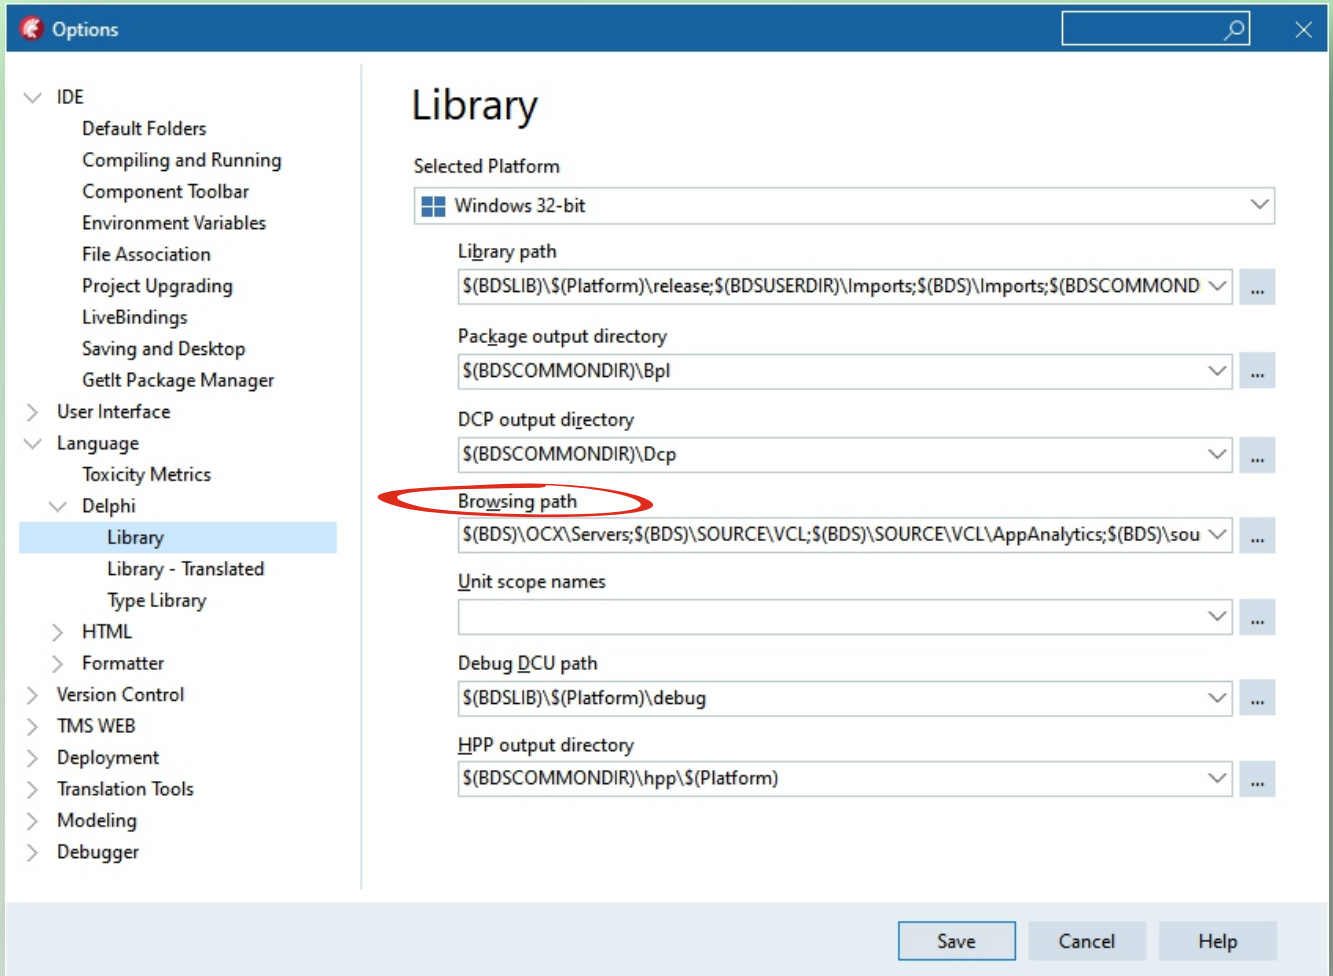 Options
IDE
Default Folders
Compiling and Running
Component Toolbar
Environment Variables
File Association
Project Upgrading
LiveBindings
Saving and Desktop
GetIt Package Manager
User Interface
Language
Toxicity Metrics
Delphi
Library
Library - Translated
Type Library
HTML
Formatter
Version Control
TMS WEB
Deployment
Translation Tools
Modeling
Debugger
Library
Selected Platform
Windows 32-bit
Library path
$(BDSLIB)\$(Platform)\release;$(BDSUSERDIR)\Imports;$(BDS)\Imports;$(BDSCOMMOND
...
Package output directory
$(BDSCOMMONDIR)\Bpl
...
DCP output directory
$(BDSCOMMONDIR)\Dcp
...
Browsing path
$(BDS)\OCX\Servers;$(BDS)\SOURCE\VCL;$(BDS)\SOURCE\VCL\AppAnalytics;$(BDS)\sou
...
Unit scope names
...
Debug DCU path
$(BDSLIB)\$(Platform)\debug
...
HPP output directory
$(BDSCOMMONDIR)\hpp\$(Platform)
...
Save
Cancel
Help